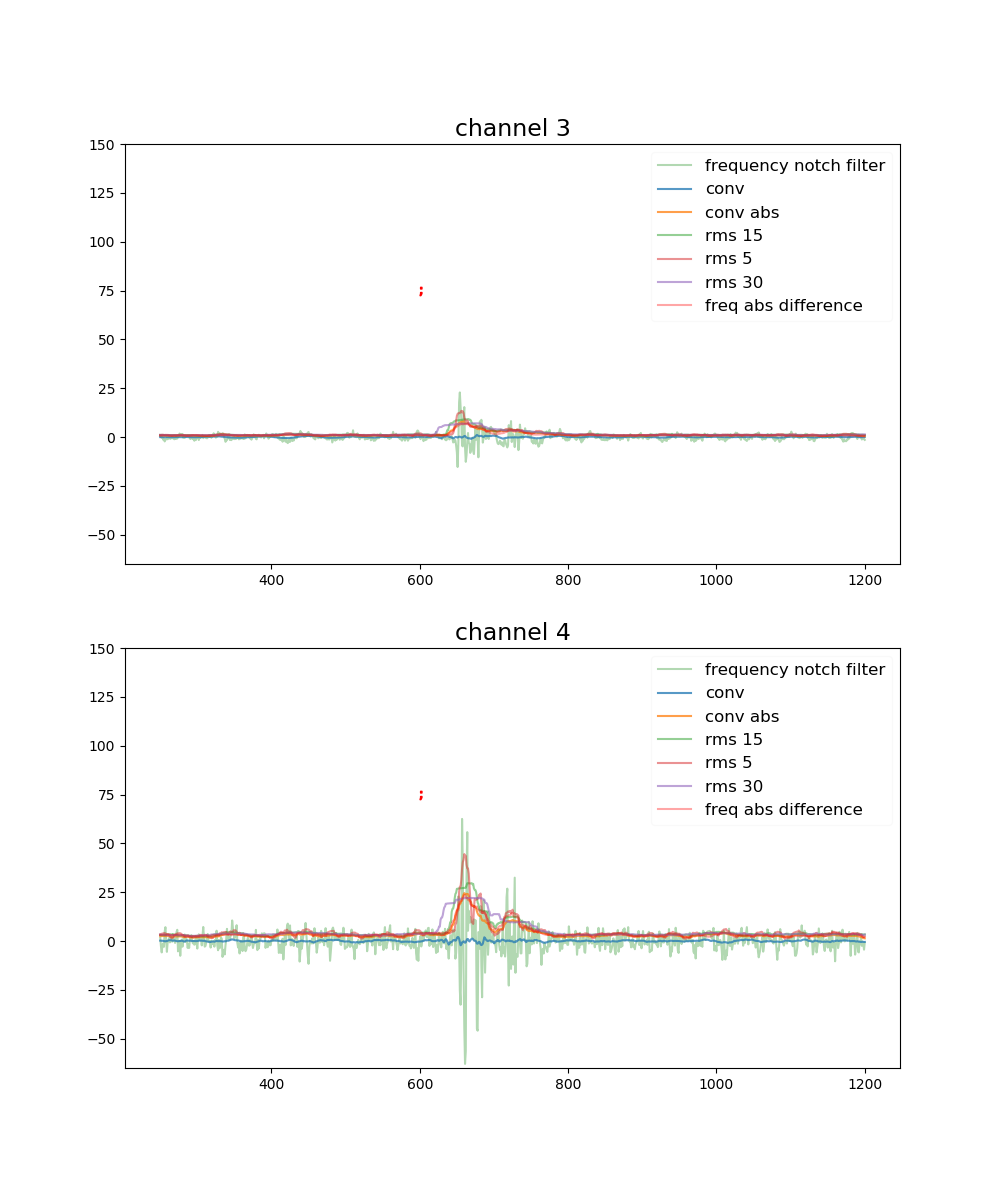 channel 3
150
125
100
75
50
25
0
−25
−50
frequency notch filter
conv
conv abs
rms 15
rms 5
rms 30
freq abs difference
;
400 600 800 1000 1200
channel 4
150
125
100
75
50
25
0
−25
−50
frequency notch filter
conv
conv abs
rms 15
rms 5
rms 30
freq abs difference
;
400 600 800 1000 1200